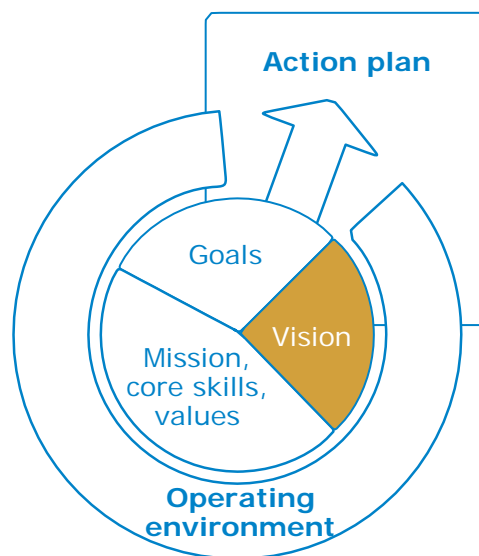 Action plan
Goals
Vision
Mission,
core skills,
values
Operating
environment